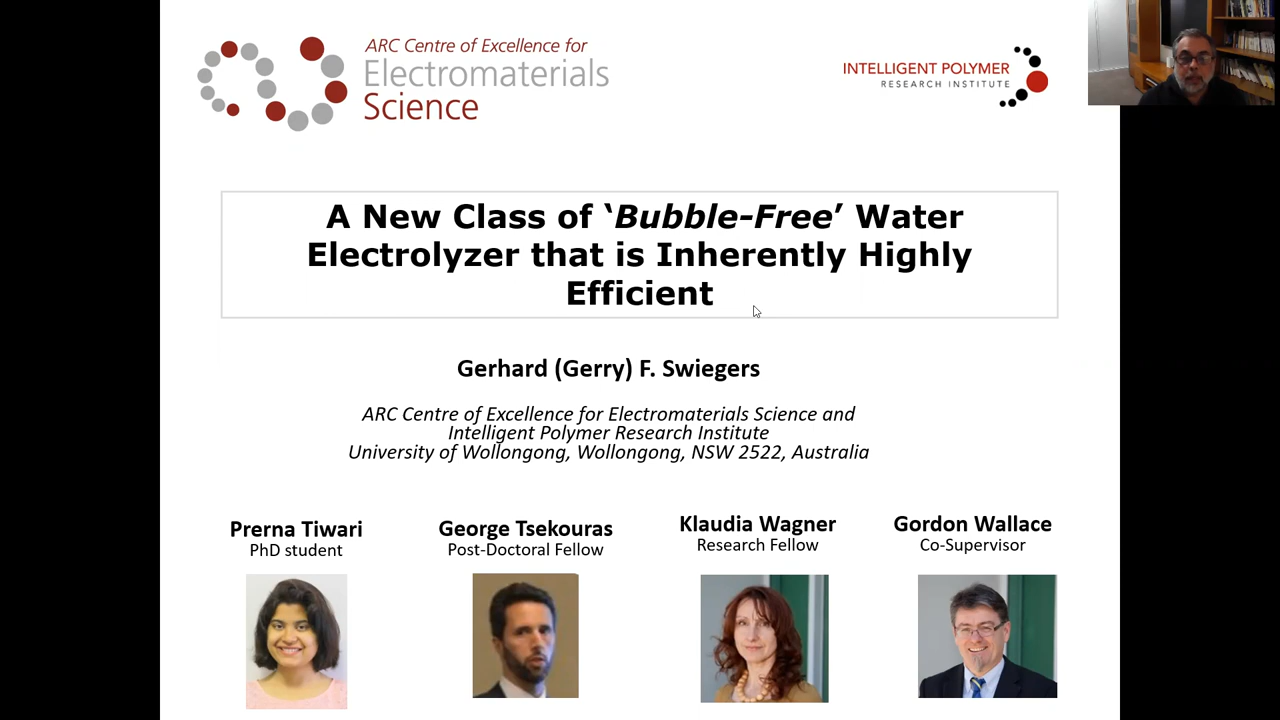 ARC Centre of Excellence for
Electromaterials
Science
INTELLIGENT POLYMER
RESEARCH INSTITUTE
A New Class of ‘Bubble-Free’ Water
Electrolyzer that is Inherently Highly
Efficient
Gerhard (Gerry) F. Swiegers
ARC Centre of Excellence for Electromaterials Science and
Intelligent Polymer Research Institute
University of Wollongong, Wollongong, NSW 2522, Australia
Prerna Tiwari
PhD student
George Tsekouras
Post-Doctoral Fellow
Klaudia Wagner
Research Fellow
Gordon Wallace
Co-Supervisor